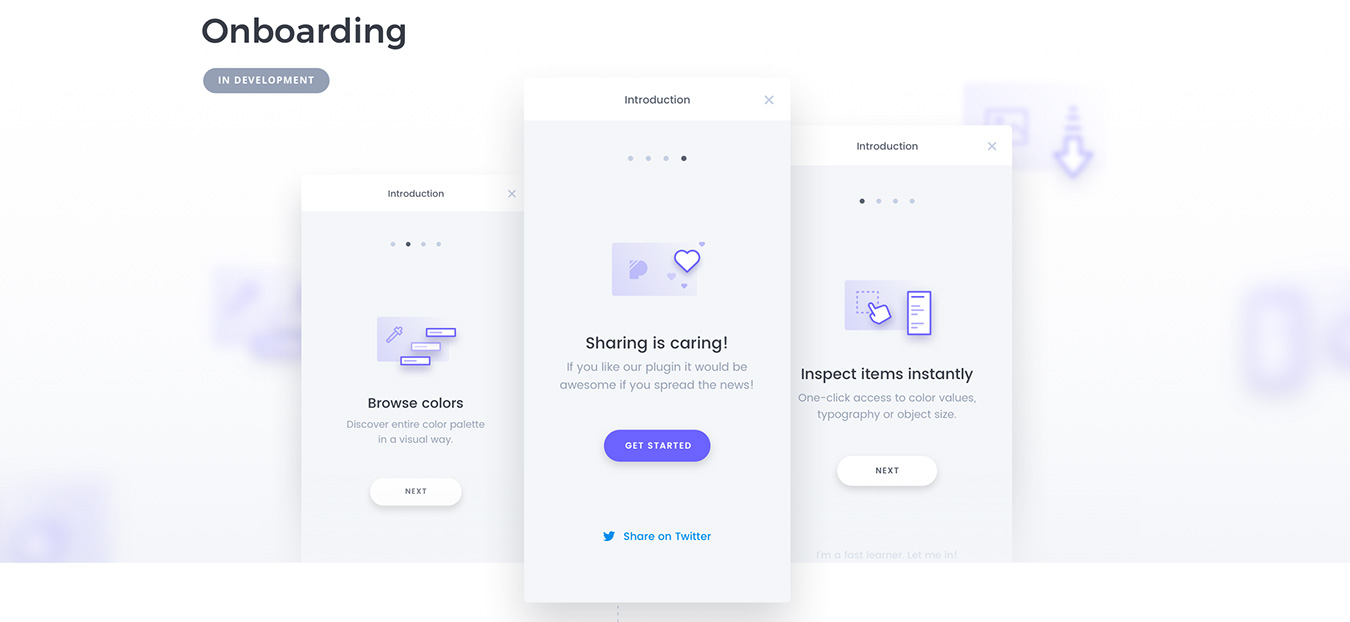 Onboarding
IN DEVELOPMENT
Introduction
Browse colors
Discover entire color palette
in a visual way.
NEXT
Introduction
Sharing is caring!
If you like our plugin it would be
awesome if you spread the news!
GET STARTED
Share on Twitter
Introduction
Inspect items instantly
One-click access to color values,
typography or object size.
NEXT
I'm a fast learner. Let me in!